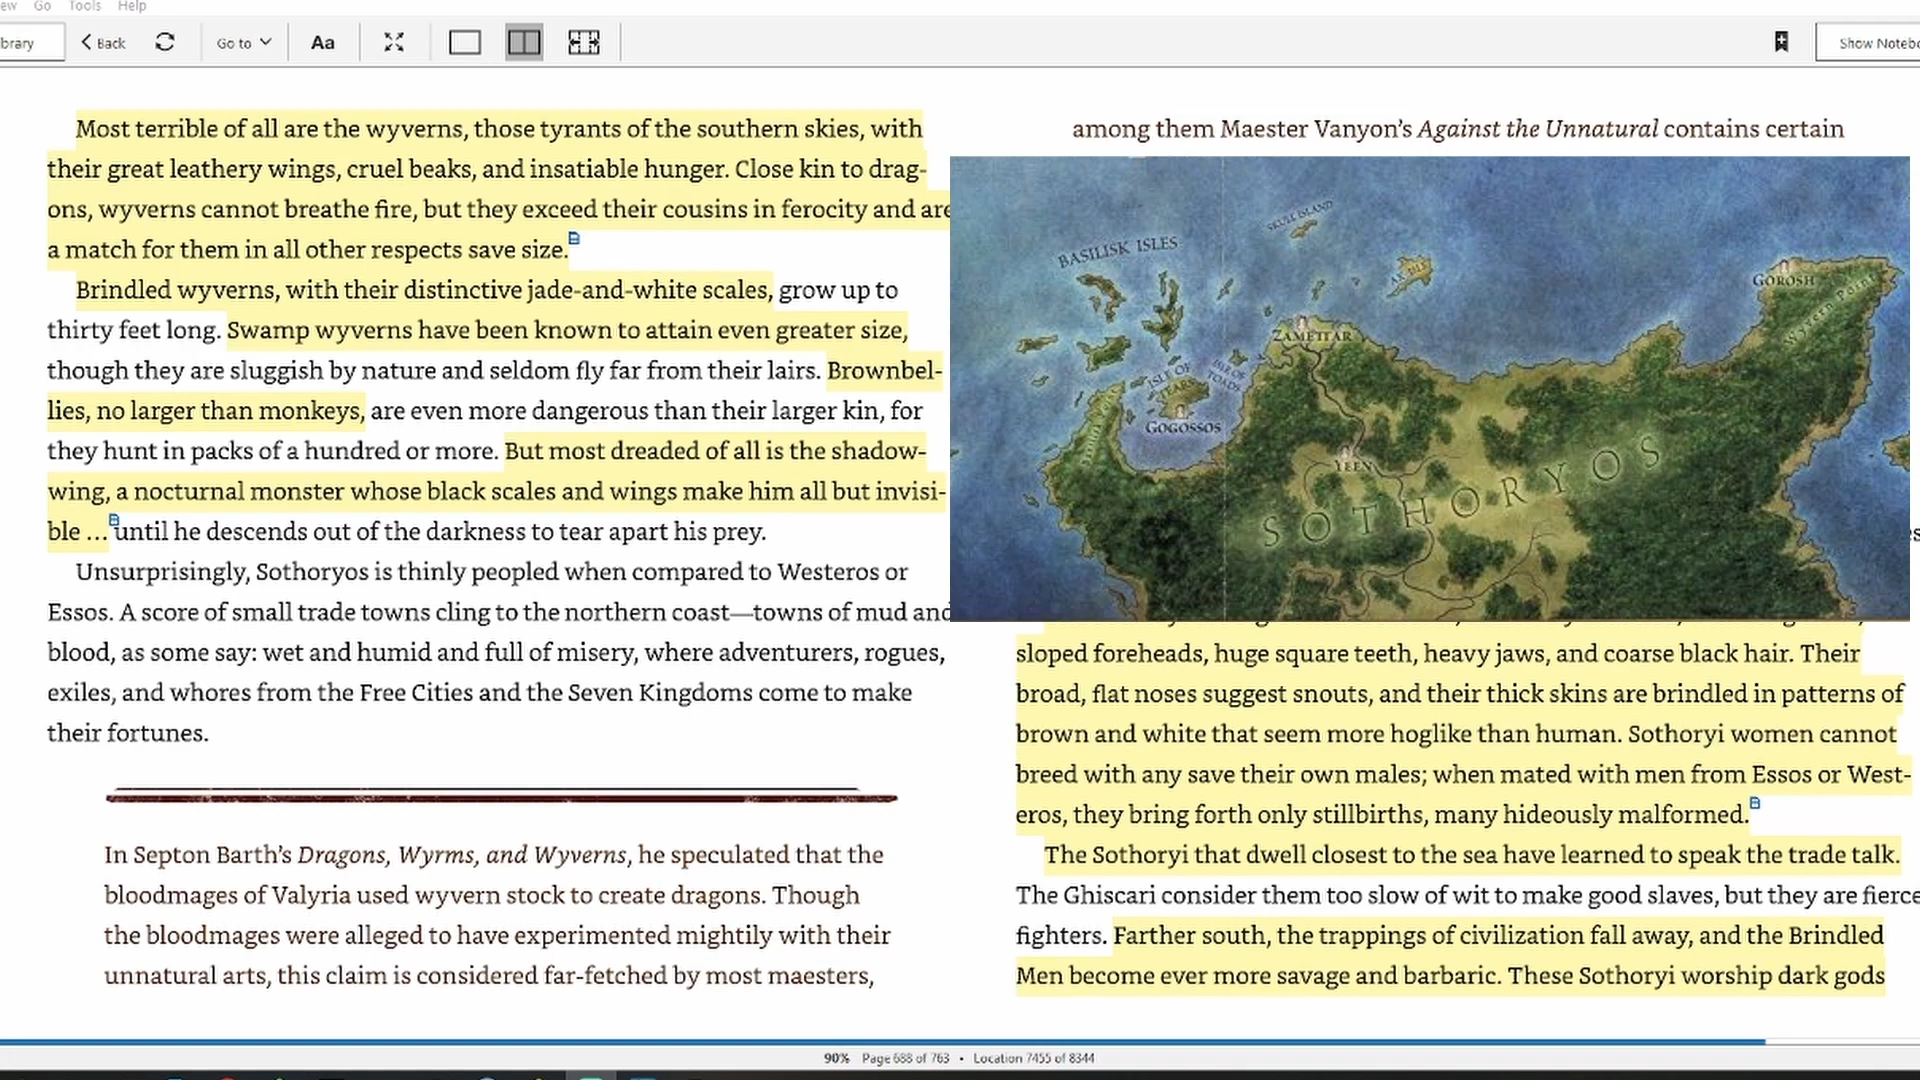 ew Go Tools Help
brary
Back
Go to
Aa
Show Notebo
Most terrible of all are the wyverns, those tyrants of the southern skies, with
their great leathery wings, cruel beaks, and insatiable hunger. Close kin to drag-
ons, wyverns cannot breathe fire, but they exceed their cousins in ferocity and are
a match for them in all other respects save size.
Brindled wyverns, with their distinctive jade-and-white scales, grow up to
thirty feet long. Swamp wyverns have been known to attain even greater size,
though they are sluggish by nature and seldom fly far from their lairs. Brownbel-
lies, no larger than monkeys, are even more dangerous than their larger kin, for
they hunt in packs of a hundred or more. But most dreaded of all is the shadow-
wing, a nocturnal monster whose black scales and wings make him all but invisi-
ble … until he descends out of the darkness to tear apart his prey.
Unsurprisingly, Sothoryos is thinly peopled when compared to Westeros or
Essos. A score of small trade towns cling to the northern coast—towns of mud and
blood, as some say: wet and humid and full of misery, where adventurers, rogues,
exiles, and whores from the Free Cities and the Seven Kingdoms come to make
their fortunes.
In Septon Barth's Dragons, Wyrms, and Wyverns, he speculated that the
bloodmages of Valyria used wyvern stock to create dragons. Though
the bloodmages were alleged to have experimented mightily with their
unnatural arts, this claim is considered far-fetched by most maesters,
among them Maester Vanyon's Against the Unnatural contains certain
SKULL ISLAND
BASILISK ISLES
AX ISLE
GOROSH
Wyvern Point
ZAMETTAR
ISLE OF TEARS
ISLE OF TOADS
GOGOSSOS
YEEN
SOTHORYOS
sloped foreheads, huge square teeth, heavy jaws, and coarse black hair. Their
broad, flat noses suggest snouts, and their thick skins are brindled in patterns of
brown and white that seem more hoglike than human. Sothoryi women cannot
breed with any save their own males; when mated with men from Essos or West-
eros, they bring forth only stillbirths, many hideously malformed.
The Sothoryi that dwell closest to the sea have learned to speak the trade talk.
The Ghiscari consider them too slow of wit to make good slaves, but they are fierce
fighters. Farther south, the trappings of civilization fall away, and the Brindled
Men become ever more savage and barbaric. These Sothoryi worship dark gods
90% Page 688 of 763 • Location 7455 of 8344